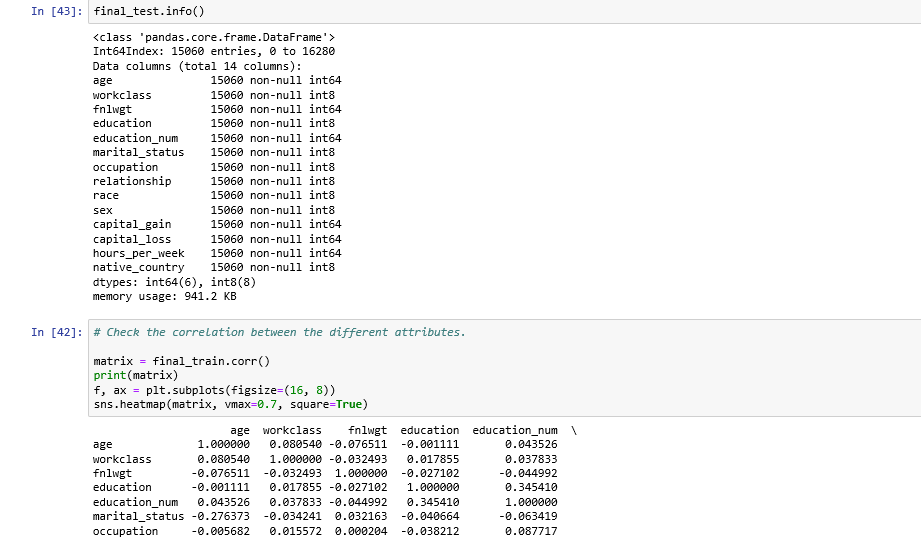 In [43]: final_test.info()
<class 'pandas.core.frame.DataFrame'>
Int64Index: 15060 entries, 0 to 16280
Data columns (total 14 columns):
age               15060 non-null int64
workclass         15060 non-null int8
fnlwgt            15060 non-null int64
education         15060 non-null int8
education_num     15060 non-null int64
marital_status    15060 non-null int8
occupation        15060 non-null int8
relationship      15060 non-null int8
race              15060 non-null int8
sex               15060 non-null int8
capital_gain      15060 non-null int64
capital_loss      15060 non-null int64
hours_per_week    15060 non-null int64
native_country    15060 non-null int8
dtypes: int64(6), int8(8)
memory usage: 941.2 KB
In [42]: # Check the correlation between the different attributes.
matrix = final_train.corr()
print(matrix)
f, ax = plt.subplots(figsize=(16, 8))
sns.heatmap(matrix, vmax=0.7, square=True)
age  workclass    fnlwgt  education  education_num  \
age             1.000000   0.080540 -0.076511  -0.001111       0.043526
workclass       0.080540   1.000000 -0.032493   0.017855       0.037833
fnlwgt         -0.076511  -0.032493  1.000000  -0.027102      -0.044992
education      -0.001111   0.017855 -0.027102   1.000000       0.345410
education_num   0.043526   0.037833 -0.044992   0.345410       1.000000
marital_status -0.276373  -0.034241  0.032163  -0.040664      -0.063419
occupation     -0.005682   0.015572  0.000204  -0.038212       0.087717